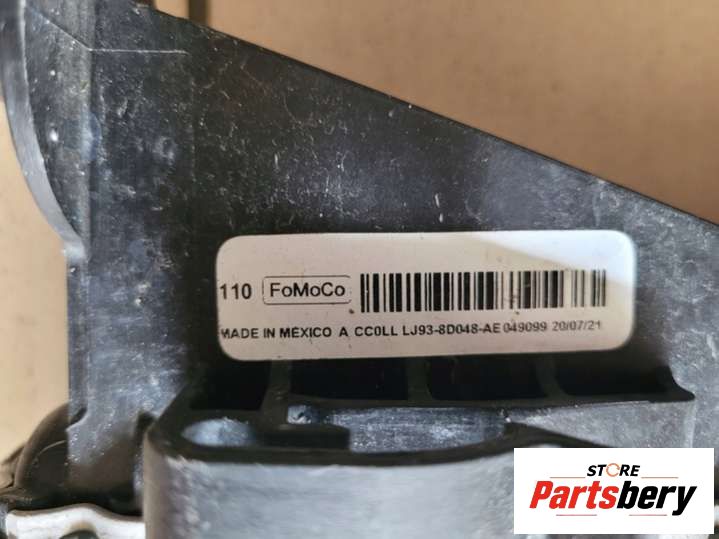 110 FoMoCo
MADE IN MEXICO A CC0LL LJ93-8D048-AE 049099 20/07/21
STORE
Partsbery